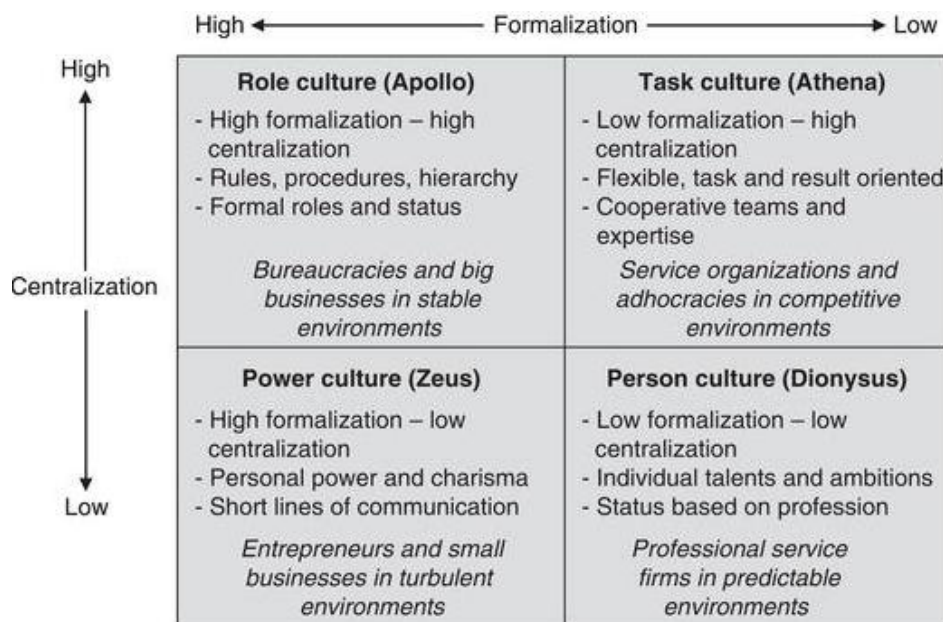 High Formalization Low
High
Centralization
Low
Role culture (Apollo)
- High formalization – high
centralization
- Rules, procedures, hierarchy
- Formal roles and status
Bureaucracies and big
businesses in stable
environments
Task culture (Athena)
- Low formalization – high
centralization
- Flexible, task and result oriented
- Cooperative teams and
expertise
Service organizations and
adhocracies in competitive
environments
Power culture (Zeus)
- High formalization – low
centralization
- Personal power and charisma
- Short lines of communication
Entrepreneurs and small
businesses in turbulent
environments
Person culture (Dionysus)
- Low formalization – low
centralization
- Individual talents and ambitions
- Status based on profession
Professional service
firms in predictable
environments